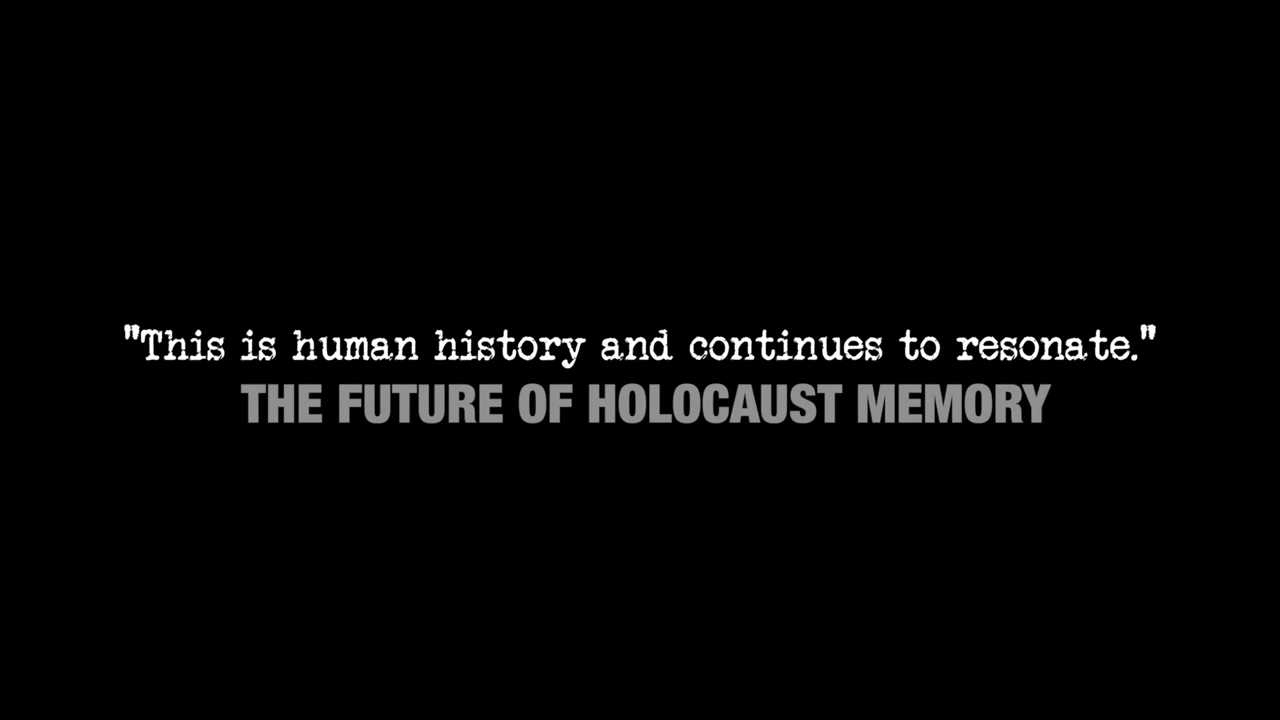 "This is human history and continues to resonate."
THE FUTURE OF HOLOCAUST MEMORY